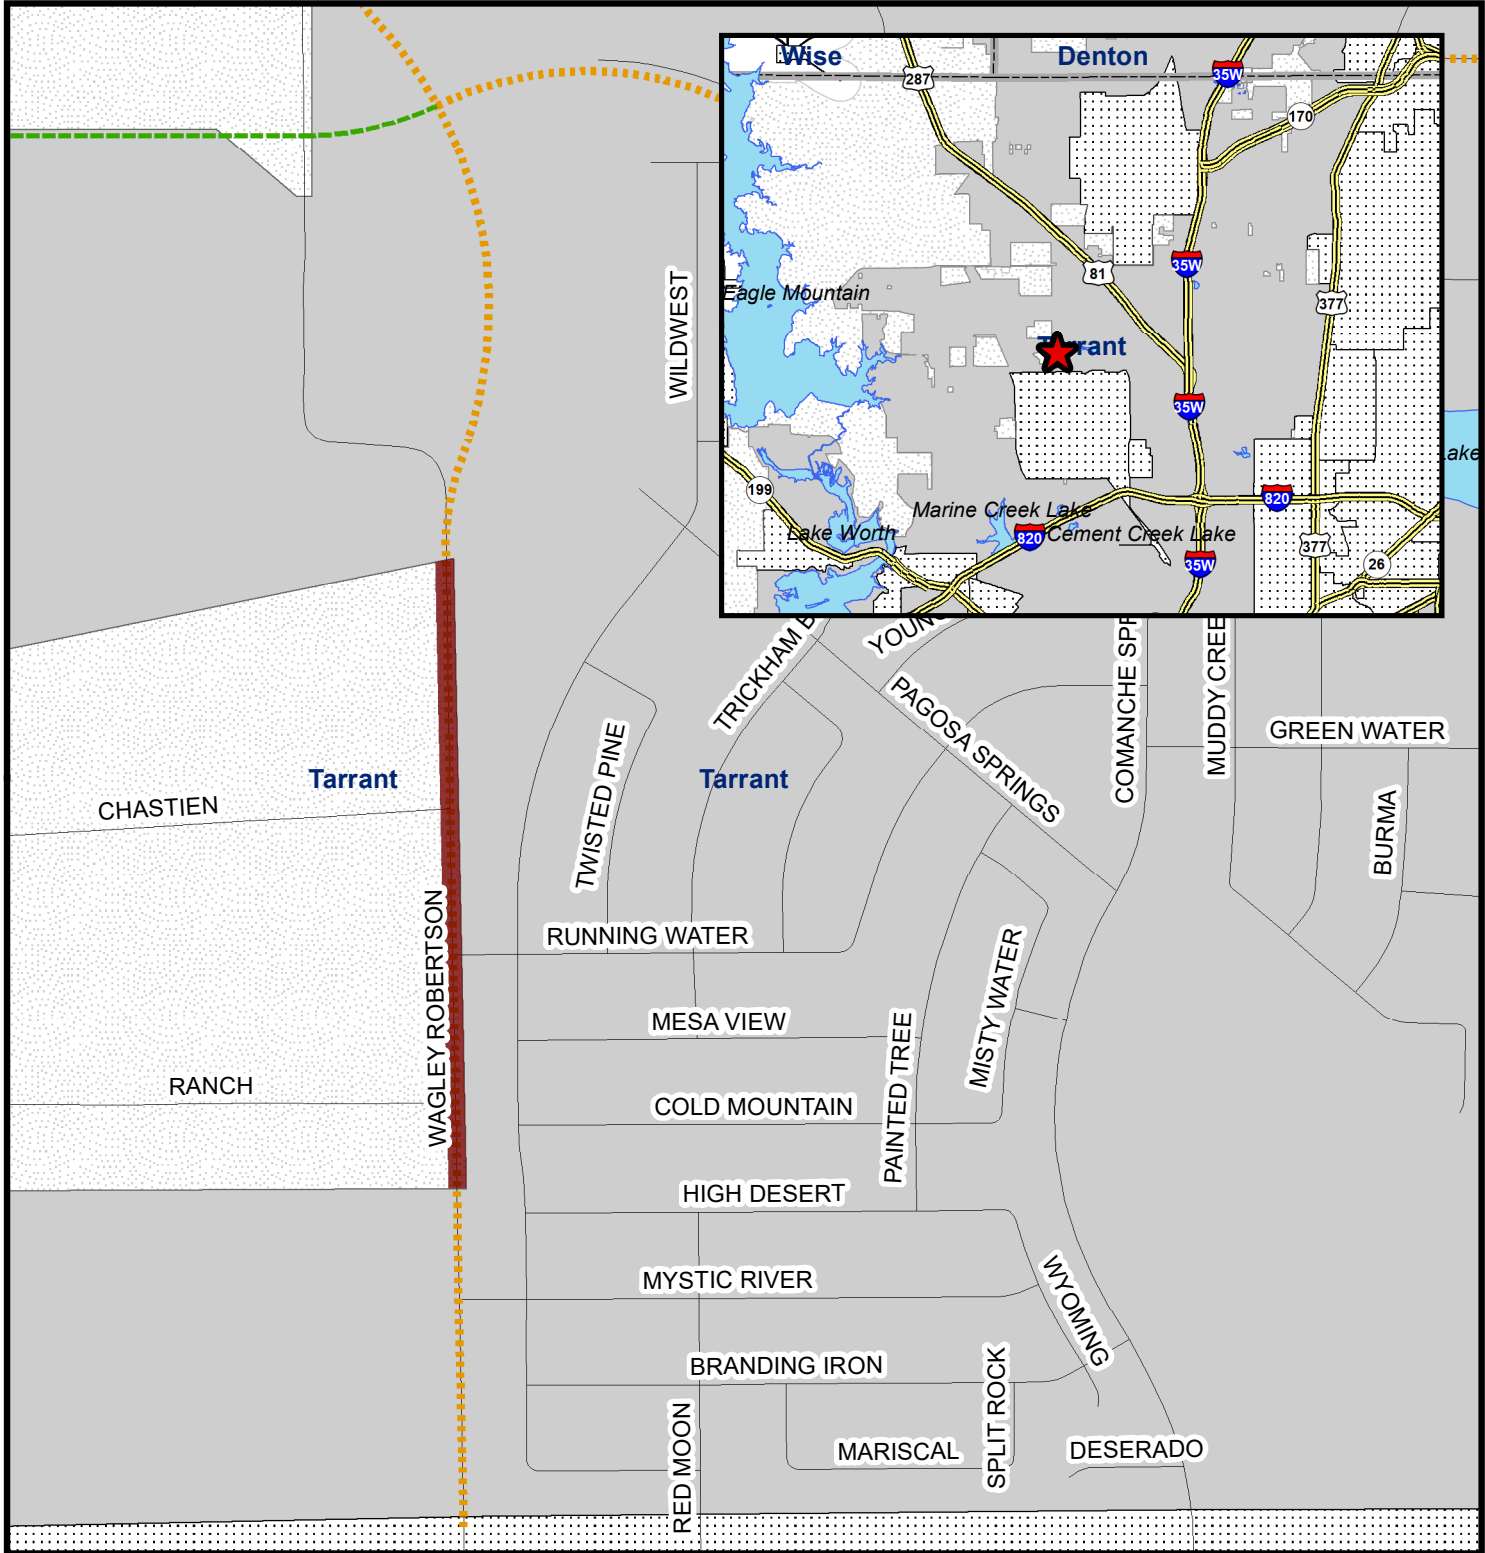 Wise
Denton
287
35W
170
35W
81
377
Eagle Mountain
Tarrant
35W
199
Marine Creek Lake
820
Lake Worth
820
Cement Creek Lake
377
35W
26
Lake
WILDWEST
TRICKHAM B
YOUNG
PAGOSA SPRINGS
COMANCHE SPR
MUDDY CREE
GREEN WATER
TWISTED PINE
Tarrant
Tarrant
CHASTIEN
BURMA
WAGLEY ROBERTSON
RUNNING WATER
MISTY WATER
MESA VIEW
PAINTED TREE
RANCH
COLD MOUNTAIN
HIGH DESERT
MYSTIC RIVER
WYOMING
BRANDING IRON
SPLIT ROCK
RED MOON
MARISCAL
DESERADO